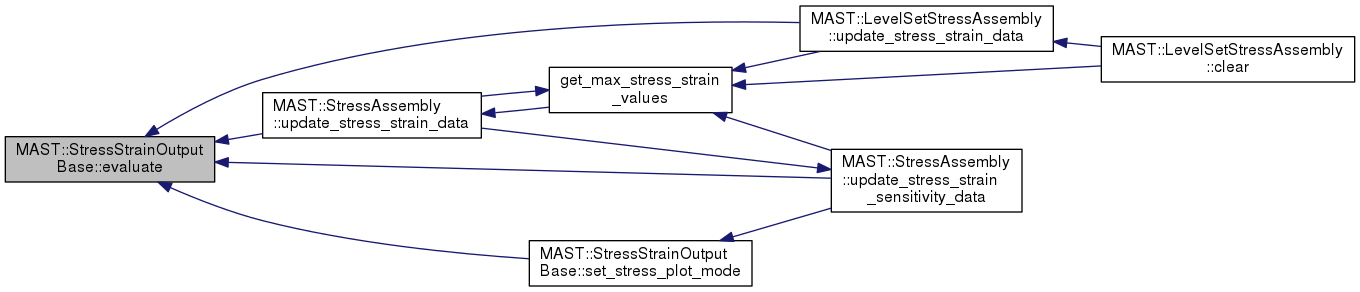 MAST::StressStrainOutput
Base::evaluate
MAST::StressAssembly
::update_stress_strain_data
get_max_stress_strain
_values
MAST::LevelSetStressAssembly
::update_stress_strain_data
MAST::LevelSetStressAssembly
::clear
MAST::StressAssembly
::update_stress_strain
_sensitivity_data
MAST::StressStrainOutput
Base::set_stress_plot_mode